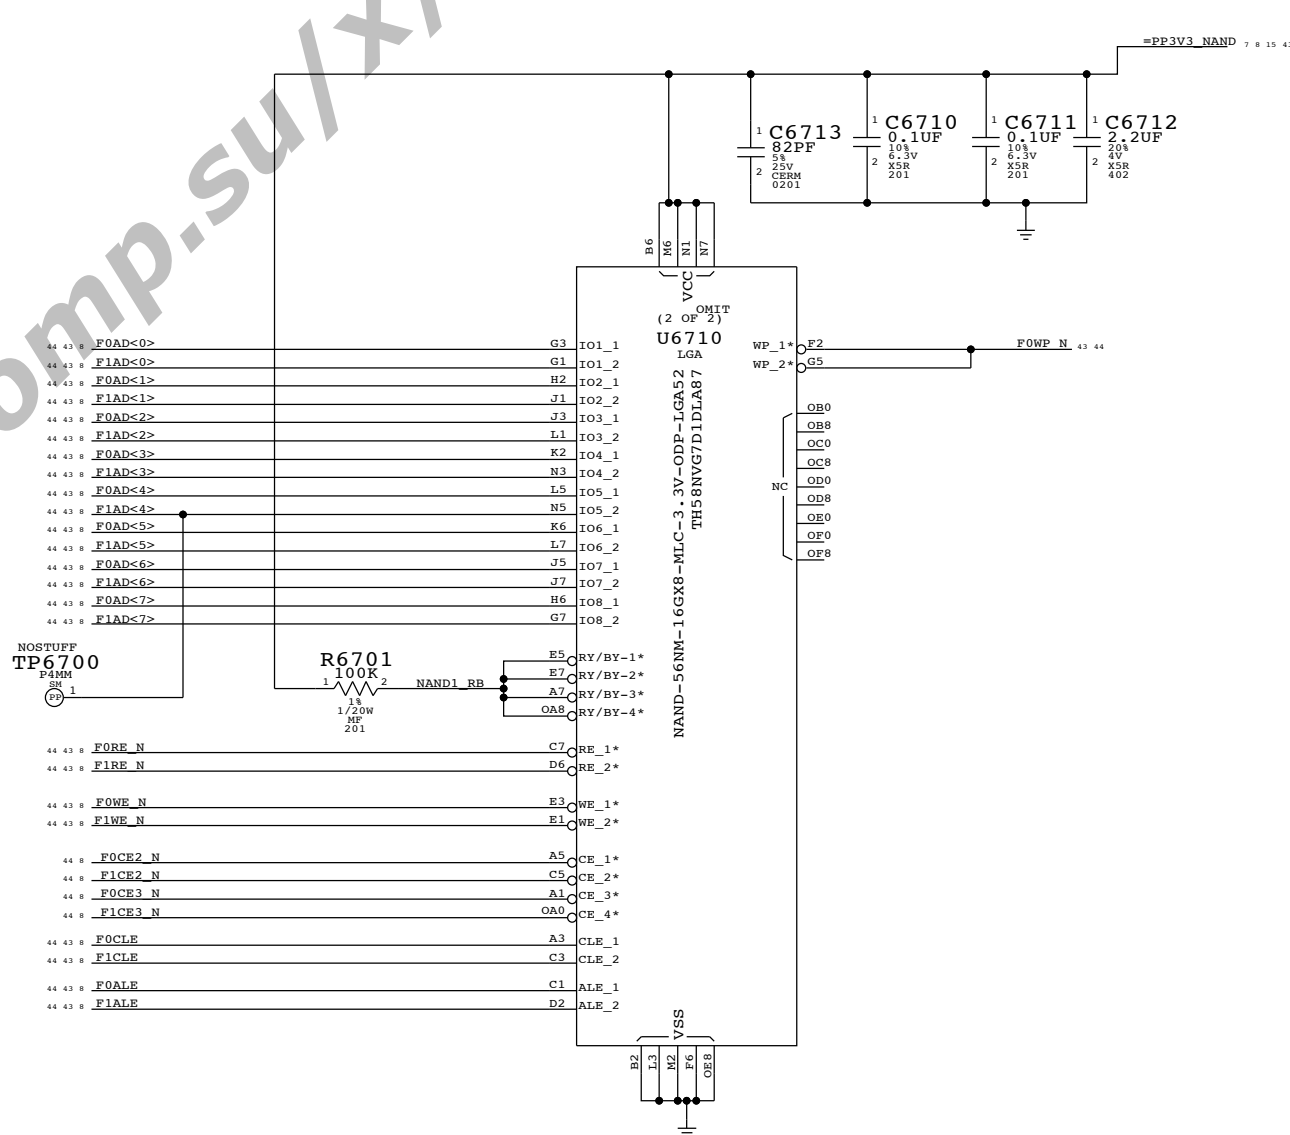 omp.su/x/
=PP3V3_NAND 7 8 15 43
C6713
82PF
5%
25V
CERM
0201
1
2
C6710
0.1UF
10%
6.3V
X5R
201
1
2
C6711
0.1UF
10%
6.3V
X5R
201
1
2
C6712
2.2UF
20%
4V
X5R
402
1
2
B6 M6 N1 N7
VCC
OMIT
(2 OF 2)
U6710
LGA
NAND-56NM-16GX8-MLC-3.3V-ODP-LGA52
TH58NVG7D1DLA87
44 43 8 F0AD<0> G3 IO1_1
44 43 8 F1AD<0> G1 IO1_2
44 43 8 F0AD<1> H2 IO2_1
44 43 8 F1AD<1> J1 IO2_2
44 43 8 F0AD<2> J3 IO3_1
44 43 8 F1AD<2> L1 IO3_2
44 43 8 F0AD<3> K2 IO4_1
44 43 8 F1AD<3> N3 IO4_2
44 43 8 F0AD<4> L5 IO5_1
44 43 8 F1AD<4> N5 IO5_2
44 43 8 F0AD<5> K6 IO6_1
44 43 8 F1AD<5> L7 IO6_2
44 43 8 F0AD<6> J5 IO7_1
44 43 8 F1AD<6> J7 IO7_2
44 43 8 F0AD<7> H6 IO8_1
44 43 8 F1AD<7> G7 IO8_2
WP_1* F2 F0WP_N 43 44
WP_2* G5
NC
OB0
OB8
OC0
OC8
OD0
OD8
OE0
OF0
OF8
NOSTUFF
TP6700
P4MM
SM
PP 1
R6701
100K
1 2
1%
1/20W
MF
201
NAND1_RB
E5 RY/BY-1*
E7 RY/BY-2*
A7 RY/BY-3*
OA8 RY/BY-4*
44 43 8 F0RE_N C7 RE_1*
44 43 8 F1RE_N D6 RE_2*
44 43 8 F0WE_N E3 WE_1*
44 43 8 F1WE_N E1 WE_2*
44 8 F0CE2_N A5 CE_1*
44 8 F1CE2_N C5 CE_2*
44 8 F0CE3_N A1 CE_3*
44 8 F1CE3_N OA0 CE_4*
44 43 8 F0CLE A3 CLE_1
44 43 8 F1CLE C3 CLE_2
44 43 8 F0ALE C1 ALE_1
44 43 8 F1ALE D2 ALE_2
VSS
B2 L3 M2 F6 OE8